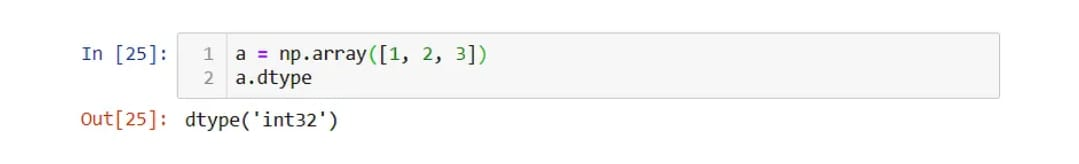 In [25]: 1 a = np.array([1, 2, 3])
2 a.dtype
Out[25]: dtype('int32')